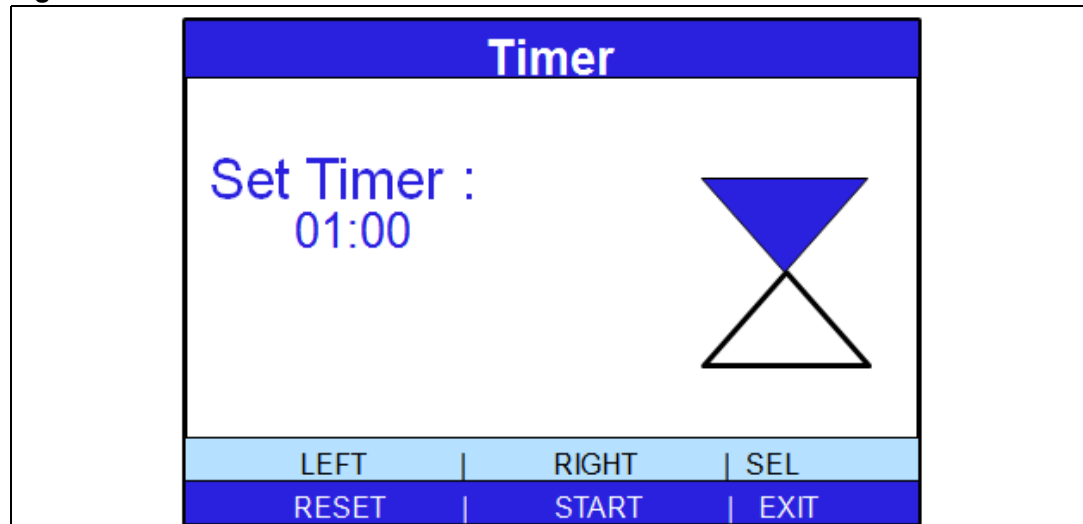 Timer
Set Timer :
01:00
LEFT | RIGHT | SEL
RESET | START | EXIT